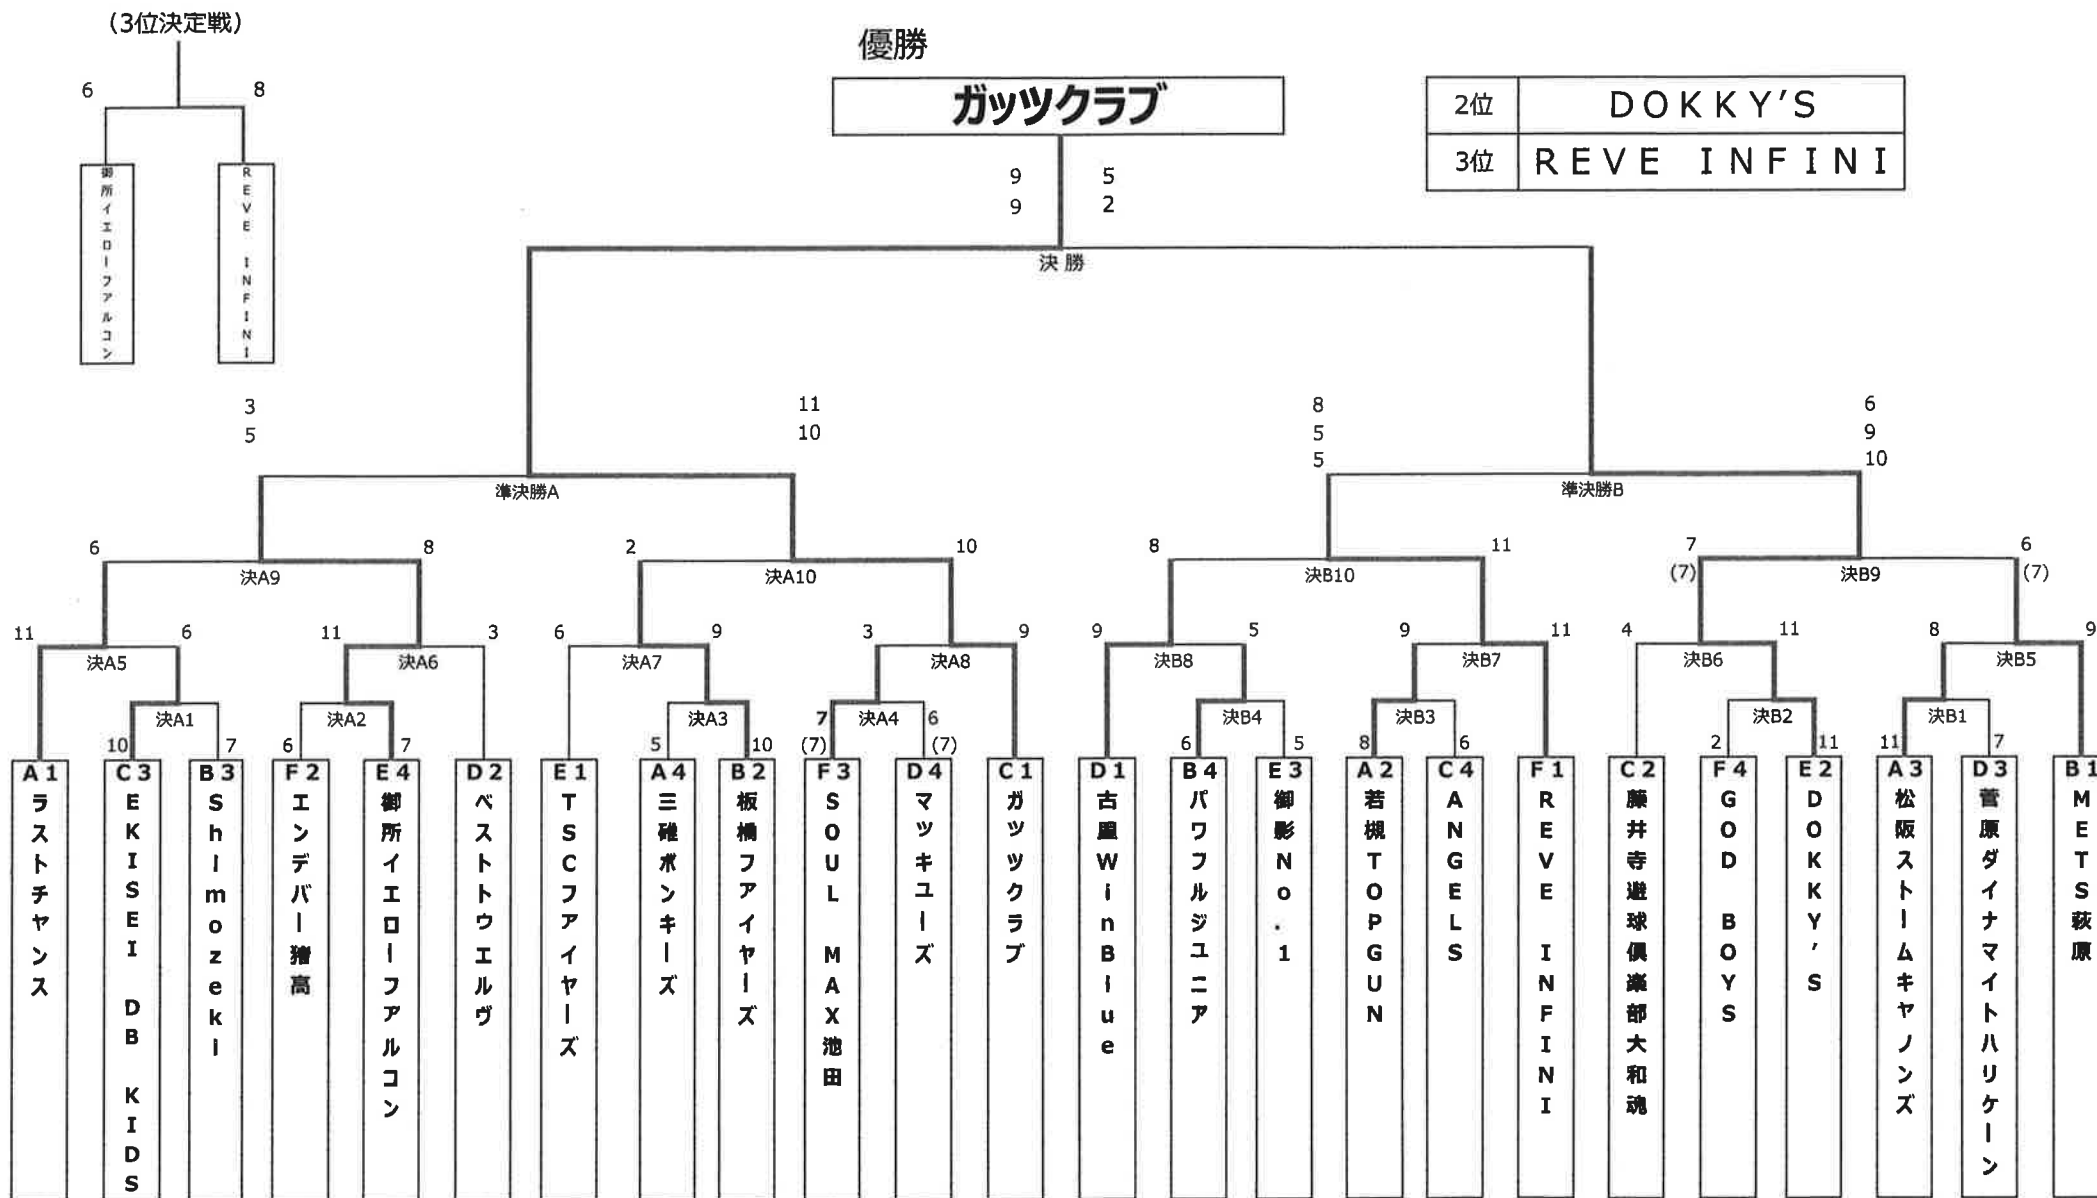 (3位決定戦)
6 8
御所イエローファルコン
REVE INFINI
優勝
ガッツクラブ
2位 DOKKY'S
3位 REVE INFINI
9 5
9 2
決勝
3 11 8 6
5 10 5 9
5 10
準決勝A 準決勝B
6 8 2 10 8 11 7 6
(7) (7)
決A9 決A10 決B10 決B9
11 6 11 3 6 9 3 9 9 5 9 11 4 11 8 9
決A5 決A6 決A7 決A8 決B8 決B7 決B6 決B5
決A1 決A2 決A3 決A4 決B4 決B3 決B2 決B1
7 6
10 7 6 7 5 10 (7) (7) 6 5 8 6 2 11 11 7
A1 ラストチャンス
C3 EKISEI DB KIDS
B3 Shimozeki
F2 エンデバー猪高
E4 御所イエローファルコン
D2 ベストトゥエルヴ
E1 TSCファイヤーズ
A4 三碓ポンキーズ
B2 板橋ファイヤーズ
F3 SOUL MAX池田
D4 マッキューズ
C1 ガッツクラブ
D1 古凰WinBlue
B4 パワフルジュニア
E3 御影No.1
A2 若槻TOPGUN
C4 ANGELS
F1 REVE INFINI
C2 藤井寺避球倶楽部大和魂
F4 GOD BOYS
E2 DOKKY'S
A3 松阪ストームキャノンズ
D3 菅原ダイナマイトハリケーン
B1 METS萩原